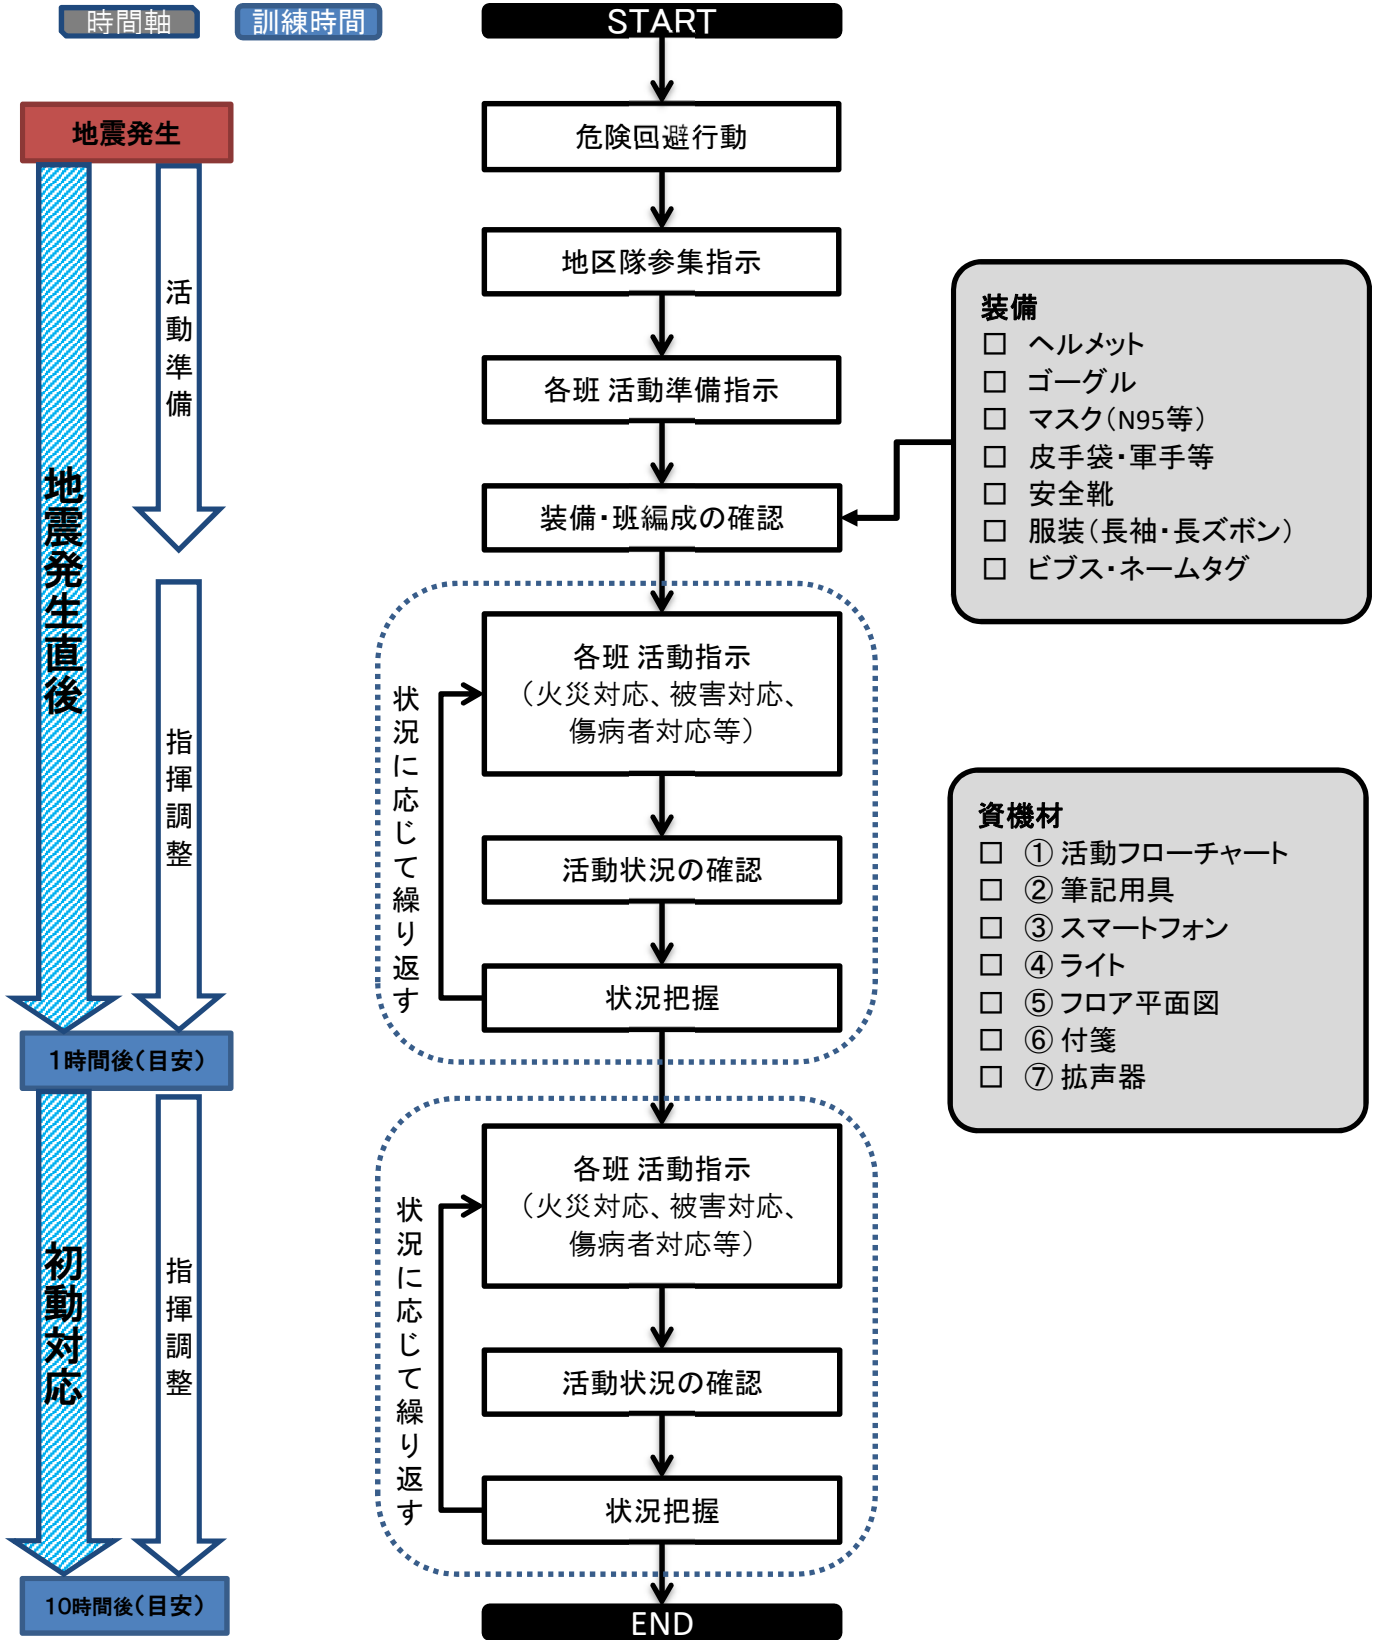 時間軸
訓練時間
START
地震発生
危険回避行動
地区隊参集指示
活動準備
各班 活動準備指示
装備・班編成の確認
装備
□ ヘルメット
□ ゴーグル
□ マスク(N95等)
□ 皮手袋・軍手等
□ 安全靴
□ 服装(長袖・長ズボン)
□ ビブス・ネームタグ
地震発生直後
指揮調整
状況に応じて繰り返す
各班 活動指示
(火災対応、被害対応、
傷病者対応等)
活動状況の確認
状況把握
資機材
□ ① 活動フローチャート
□ ② 筆記用具
□ ③ スマートフォン
□ ④ ライト
□ ⑤ フロア平面図
□ ⑥ 付箋
□ ⑦ 拡声器
1時間後(目安)
初動対応
指揮調整
状況に応じて繰り返す
各班 活動指示
(火災対応、被害対応、
傷病者対応等)
活動状況の確認
状況把握
10時間後(目安)
END